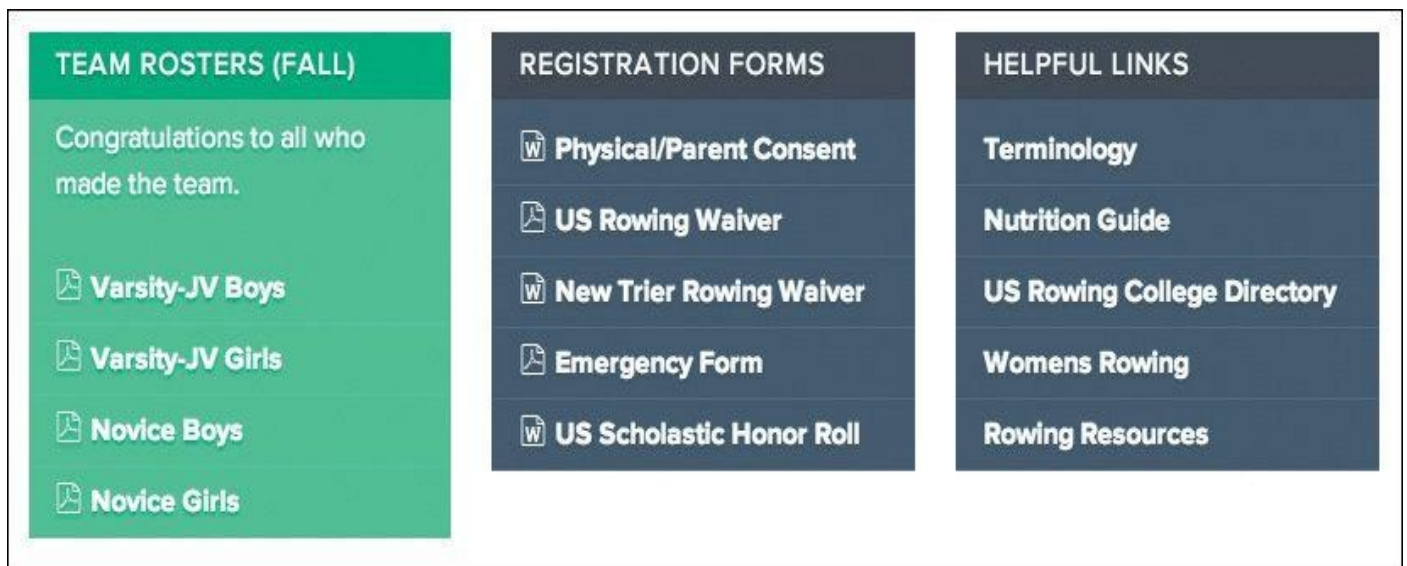 TEAM ROSTERS (FALL)
Congratulations to all who
made the team.
Varsity-JV Boys
Varsity-JV Girls
Novice Boys
Novice Girls
REGISTRATION FORMS
Physical/Parent Consent
US Rowing Waiver
New Trier Rowing Waiver
Emergency Form
US Scholastic Honor Roll
HELPFUL LINKS
Terminology
Nutrition Guide
US Rowing College Directory
Womens Rowing
Rowing Resources